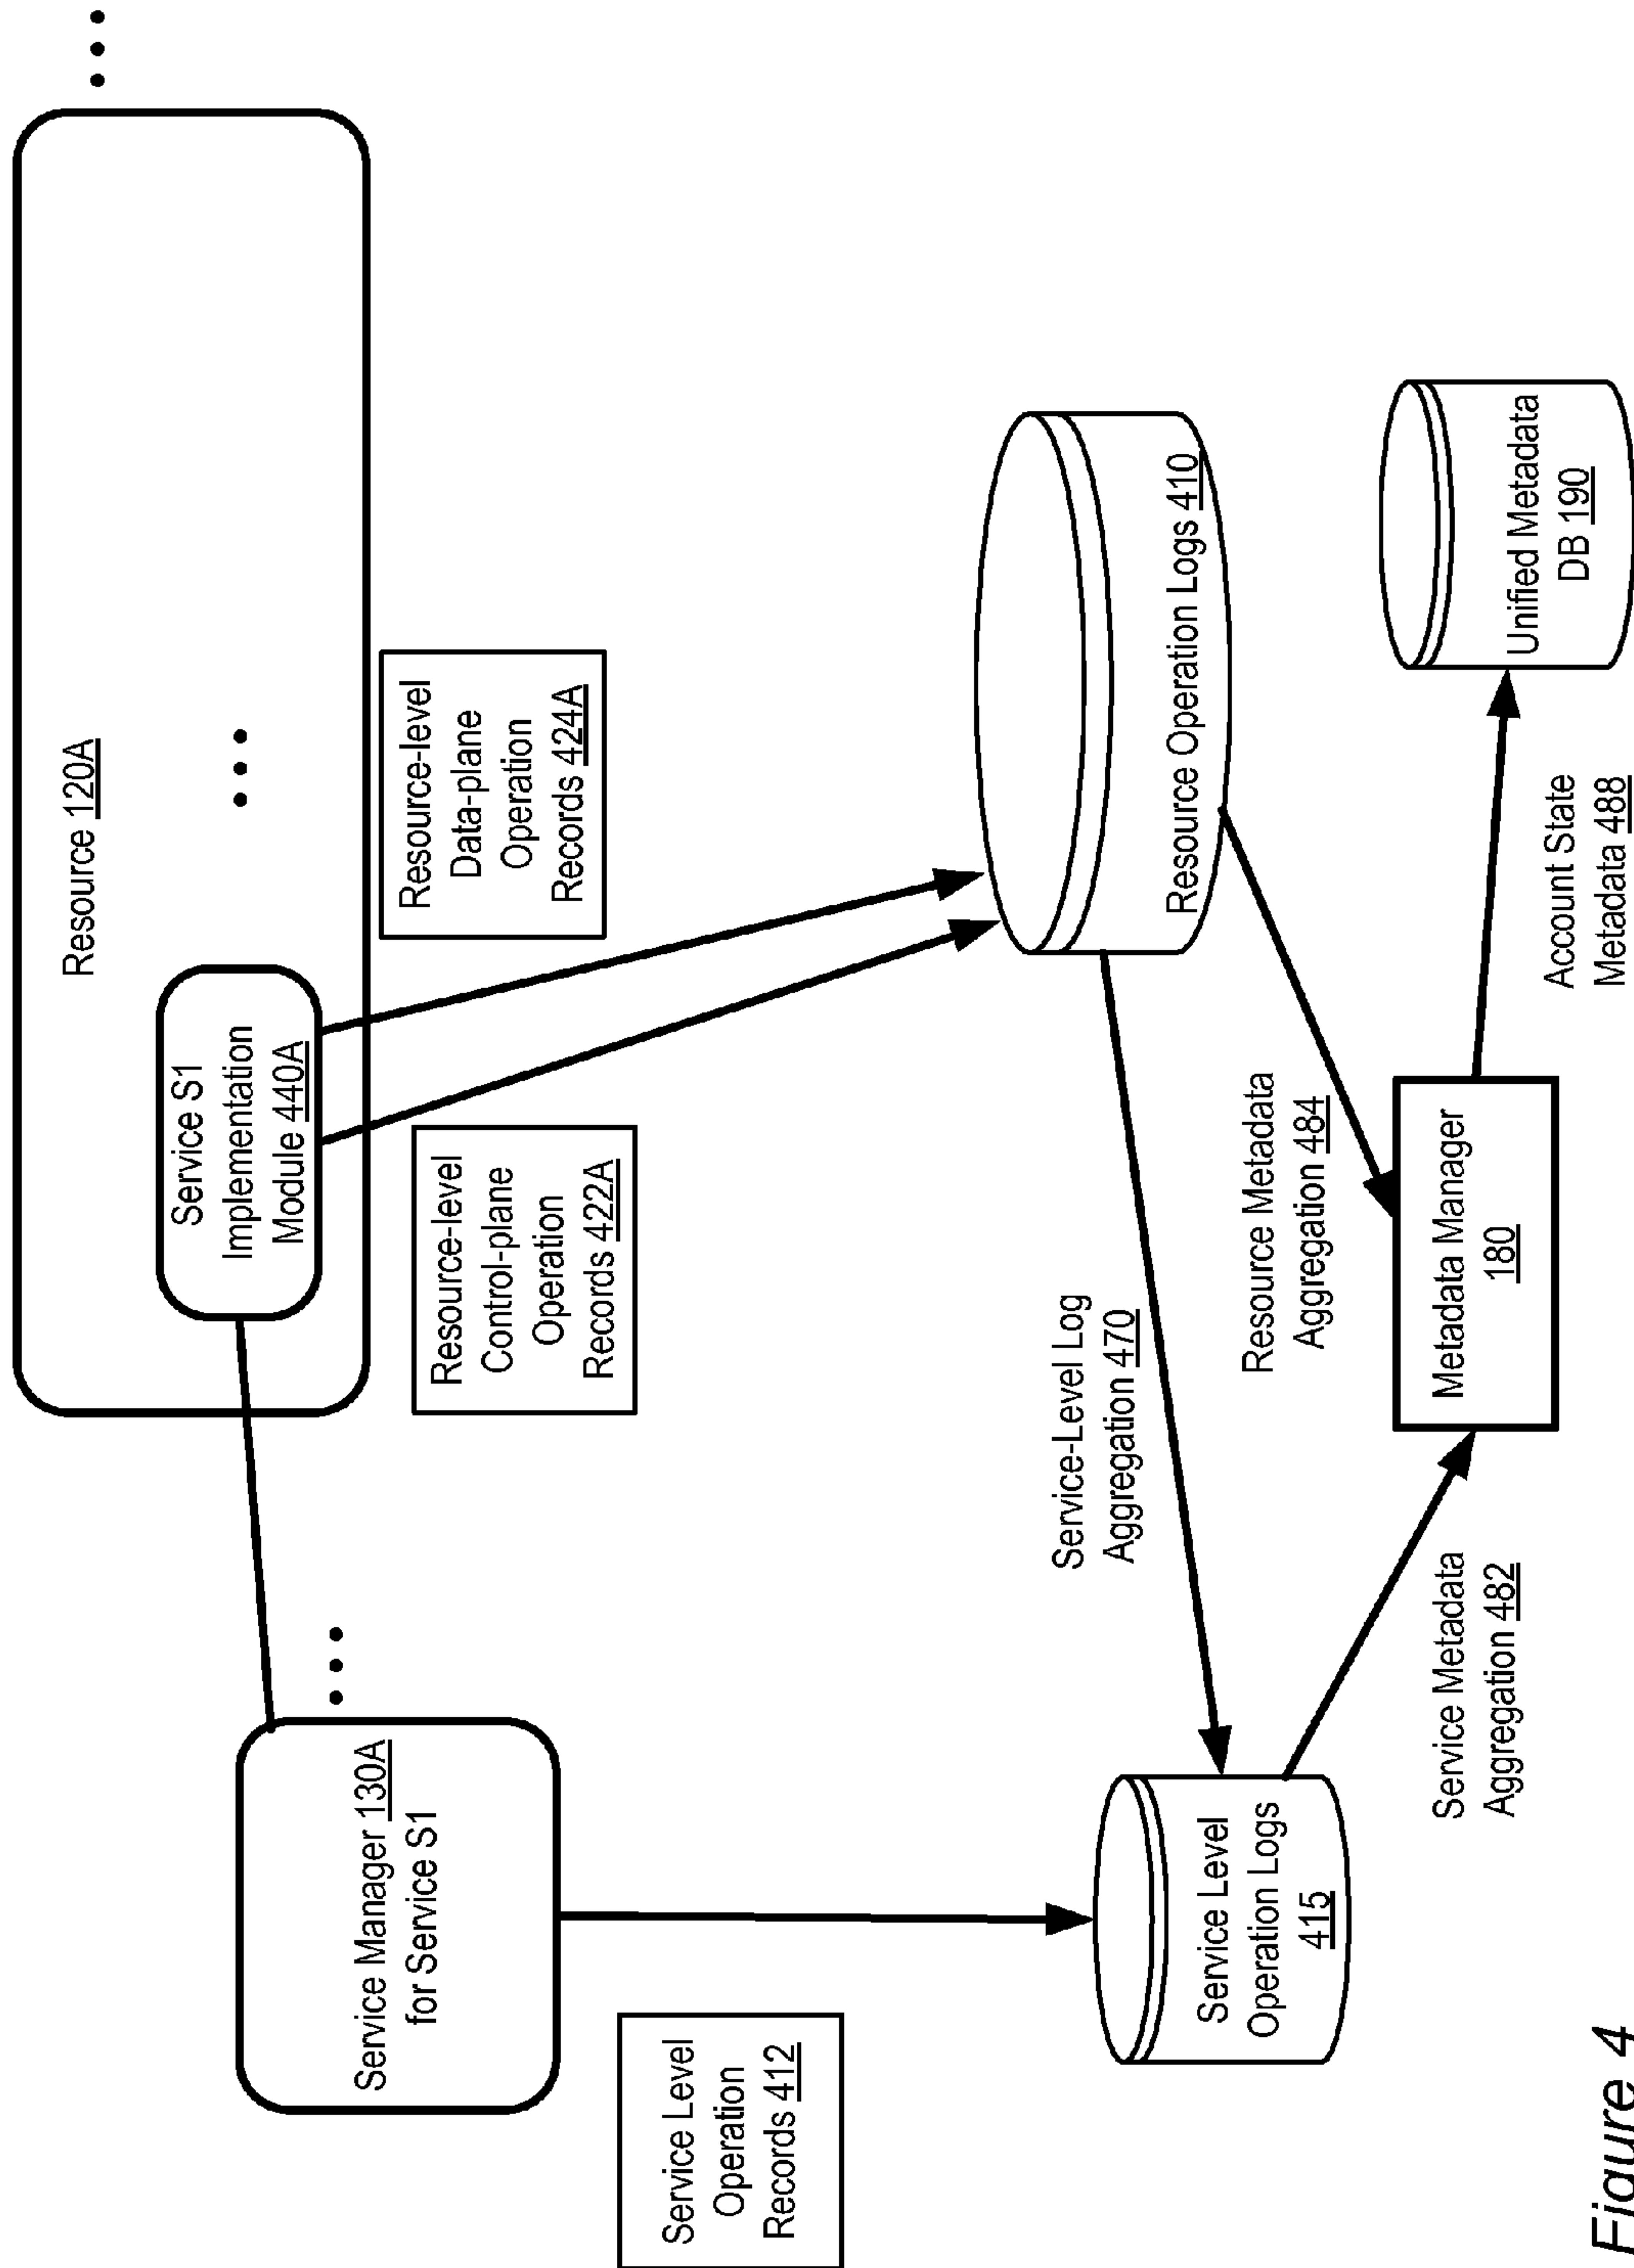 Resource 120A
Service S1
Implementation
Module 440A
Service Manager 130A
for Service S1
Resource-level
Control-plane
Operation
Records 422A
Resource-level
Data-plane
Operation
Records 424A
Service Level
Operation
Records 412
Service-Level Log
Aggregation 470
Resource Operation Logs 410
Service Level
Operation Logs
415
Resource Metadata
Aggregation 484
Service Metadata
Aggregation 482
Metadata Manager
180
Account State
Metadata 488
Unified Metadata
DB 190
Figure 4